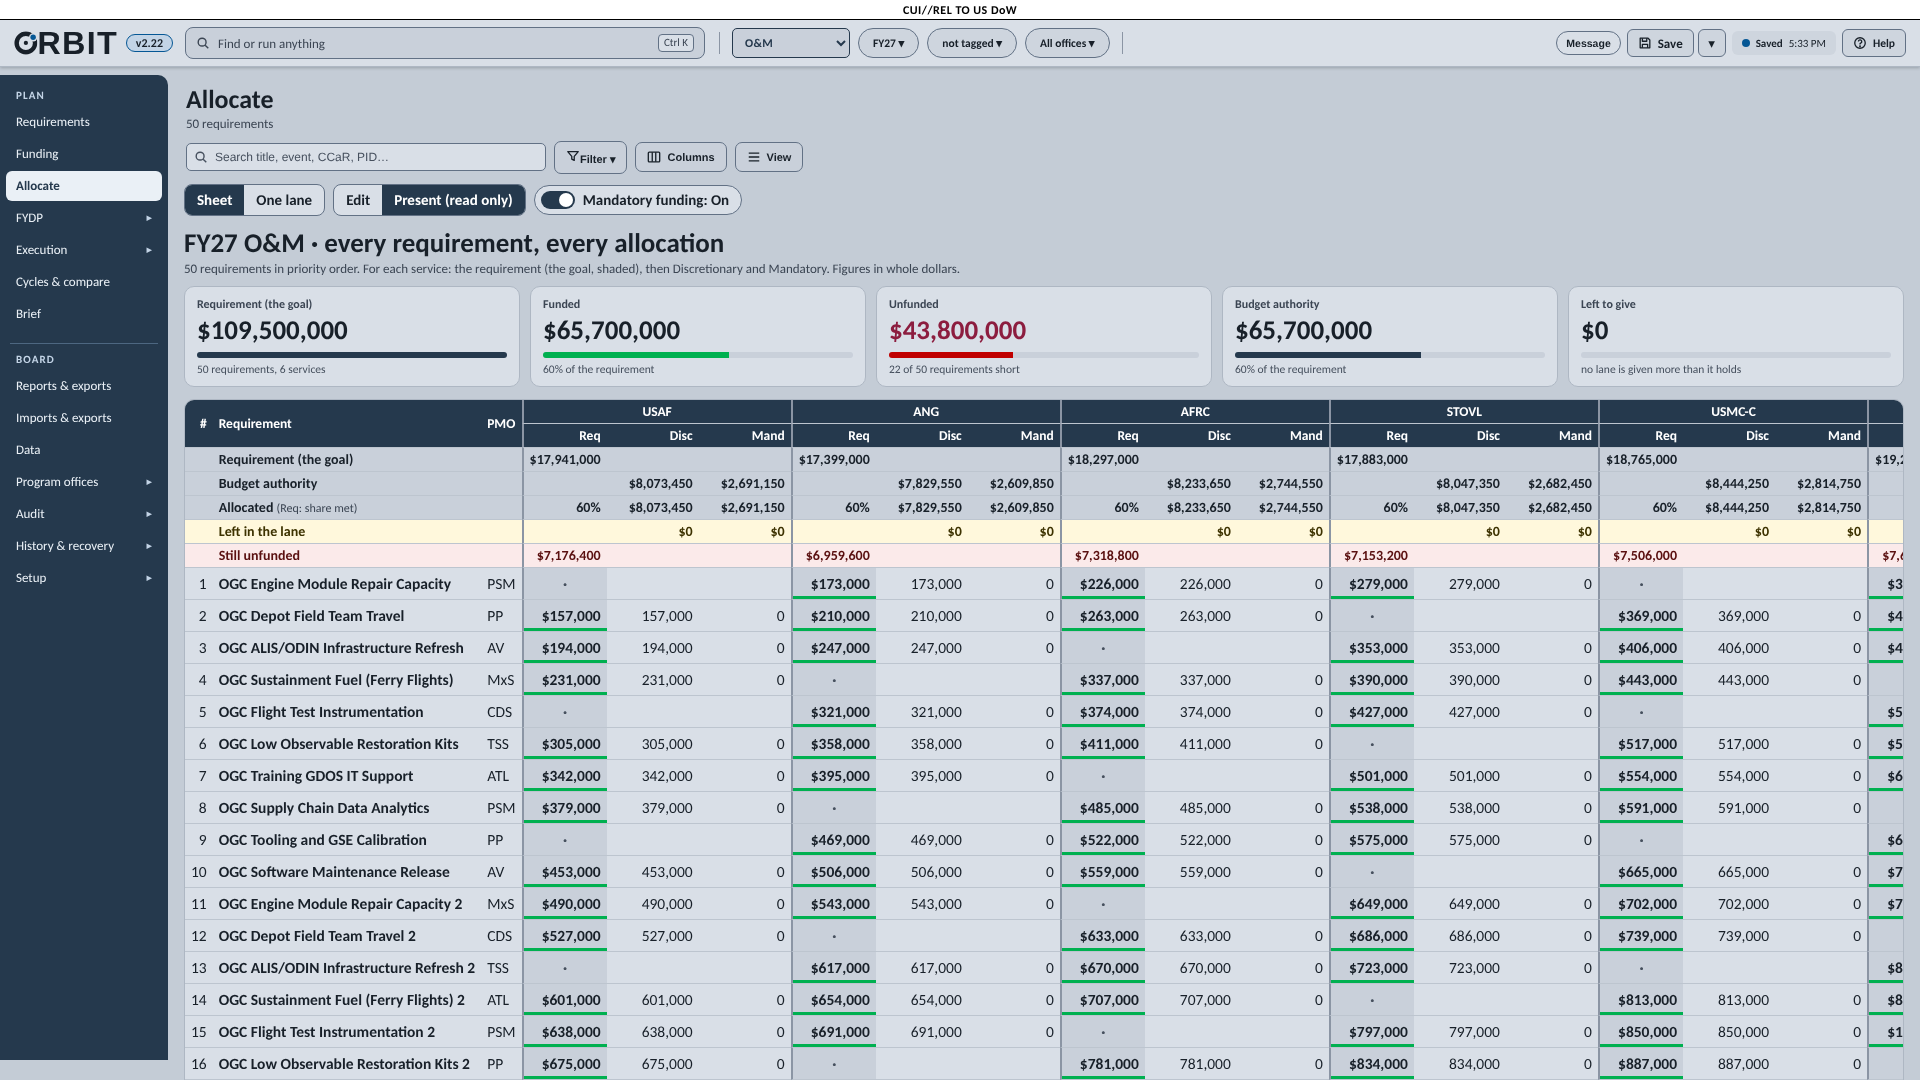 CUI//REL TO US DoW
ORBIT v2.22 Find or run anything Ctrl K O&M FY27 ▾ not tagged ▾ All offices ▾ Message Save ▾ Saved 5:33 PM Help
PLAN
Requirements
Funding
Allocate
FYDP ▸
Execution ▸
Cycles & compare
Brief
BOARD
Reports & exports
Imports & exports
Data
Program offices ▸
Audit ▸
History & recovery ▸
Setup ▸
Allocate
50 requirements
Search title, event, CCaR, PID… Filter ▾ Columns View
Sheet One lane Edit Present (read only) Mandatory funding: On
FY27 O&M · every requirement, every allocation
50 requirements in priority order. For each service: the requirement (the goal, shaded), then Discretionary and Mandatory. Figures in whole dollars.
Requirement (the goal) Funded Unfunded Budget authority Left to give
$109,500,000 $65,700,000 $43,800,000 $65,700,000 $0
50 requirements, 6 services 60% of the requirement 22 of 50 requirements short 60% of the requirement no lane is given more than it holds
# Requirement PMO USAF ANG AFRC STOVL USMC-C
Req Disc Mand Req Disc Mand Req Disc Mand Req Disc Mand Req Disc Mand
Requirement (the goal) $17,941,000 $17,399,000 $18,297,000 $17,883,000 $18,765,000 $19,2
Budget authority $8,073,450 $2,691,150 $7,829,550 $2,609,850 $8,233,650 $2,744,550 $8,047,350 $2,682,450 $8,444,250 $2,814,750
Allocated (Req: share met) 60% $8,073,450 $2,691,150 60% $7,829,550 $2,609,850 60% $8,233,650 $2,744,550 60% $8,047,350 $2,682,450 60% $8,444,250 $2,814,750
Left in the lane $0 $0 $0 $0 $0 $0 $0 $0 $0 $0
Still unfunded $7,176,400 $6,959,600 $7,318,800 $7,153,200 $7,506,000 $7,6
1 OGC Engine Module Repair Capacity PSM · $173,000 173,000 0 $226,000 226,000 0 $279,000 279,000 0 · $3
2 OGC Depot Field Team Travel PP $157,000 157,000 0 $210,000 210,000 0 $263,000 263,000 0 · $369,000 369,000 0 $4
3 OGC ALIS/ODIN Infrastructure Refresh AV $194,000 194,000 0 $247,000 247,000 0 · $353,000 353,000 0 $406,000 406,000 0 $4
4 OGC Sustainment Fuel (Ferry Flights) MxS $231,000 231,000 0 · $337,000 337,000 0 $390,000 390,000 0 $443,000 443,000 0
5 OGC Flight Test Instrumentation CDS · $321,000 321,000 0 $374,000 374,000 0 $427,000 427,000 0 · $5
6 OGC Low Observable Restoration Kits TSS $305,000 305,000 0 $358,000 358,000 0 $411,000 411,000 0 · $517,000 517,000 0 $5
7 OGC Training GDOS IT Support ATL $342,000 342,000 0 $395,000 395,000 0 · $501,000 501,000 0 $554,000 554,000 0 $6
8 OGC Supply Chain Data Analytics PSM $379,000 379,000 0 · $485,000 485,000 0 $538,000 538,000 0 $591,000 591,000 0
9 OGC Tooling and GSE Calibration PP · $469,000 469,000 0 $522,000 522,000 0 $575,000 575,000 0 · $6
10 OGC Software Maintenance Release AV $453,000 453,000 0 $506,000 506,000 0 $559,000 559,000 0 · $665,000 665,000 0 $7
11 OGC Engine Module Repair Capacity 2 MxS $490,000 490,000 0 $543,000 543,000 0 · $649,000 649,000 0 $702,000 702,000 0 $7
12 OGC Depot Field Team Travel 2 CDS $527,000 527,000 0 · $633,000 633,000 0 $686,000 686,000 0 $739,000 739,000 0
13 OGC ALIS/ODIN Infrastructure Refresh 2 TSS · $617,000 617,000 0 $670,000 670,000 0 $723,000 723,000 0 · $8
14 OGC Sustainment Fuel (Ferry Flights) 2 ATL $601,000 601,000 0 $654,000 654,000 0 $707,000 707,000 0 · $813,000 813,000 0 $8
15 OGC Flight Test Instrumentation 2 PSM $638,000 638,000 0 $691,000 691,000 0 · $797,000 797,000 0 $850,000 850,000 0 $1
16 OGC Low Observable Restoration Kits 2 PP $675,000 675,000 0 · $781,000 781,000 0 $834,000 834,000 0 $887,000 887,000 0